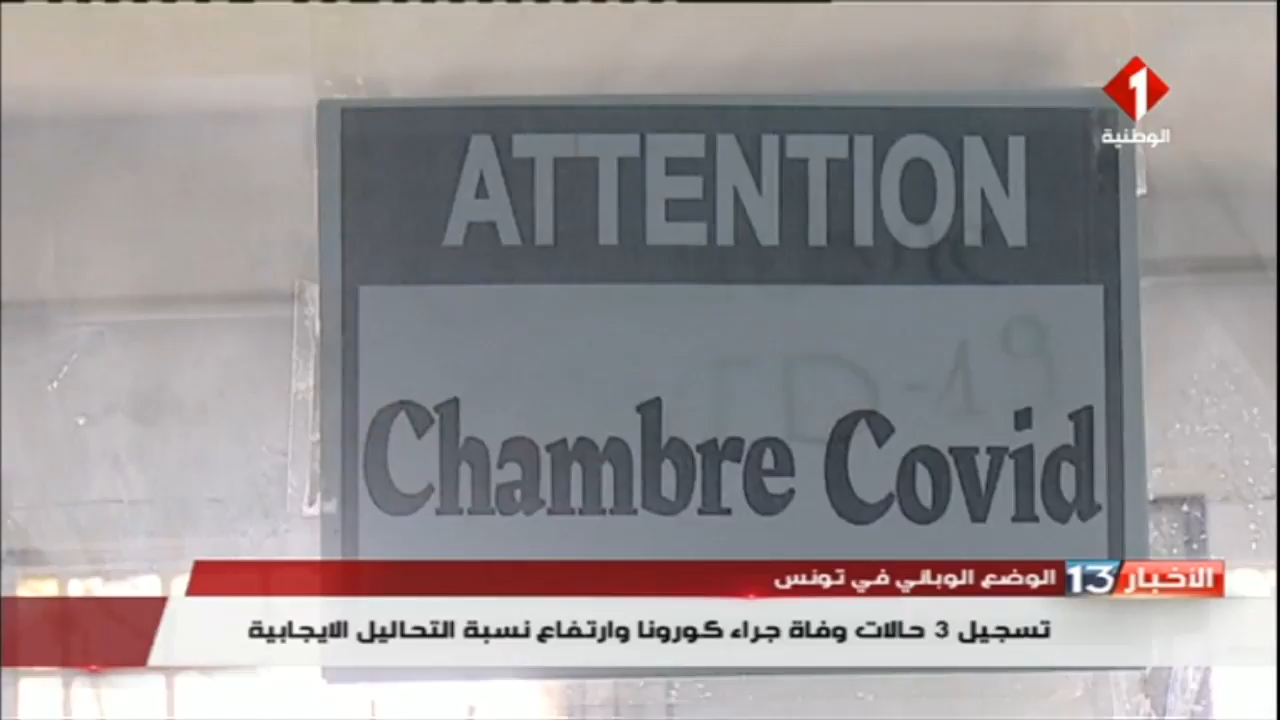 1
الوطنية
ATTENTION
D-19
Chambre Covid
الأخبار 13 الوضع الوبائي في تونس
تسجيل 3 حالات وفاة جراء كورونا وارتفاع نسبة التحاليل الايجابية